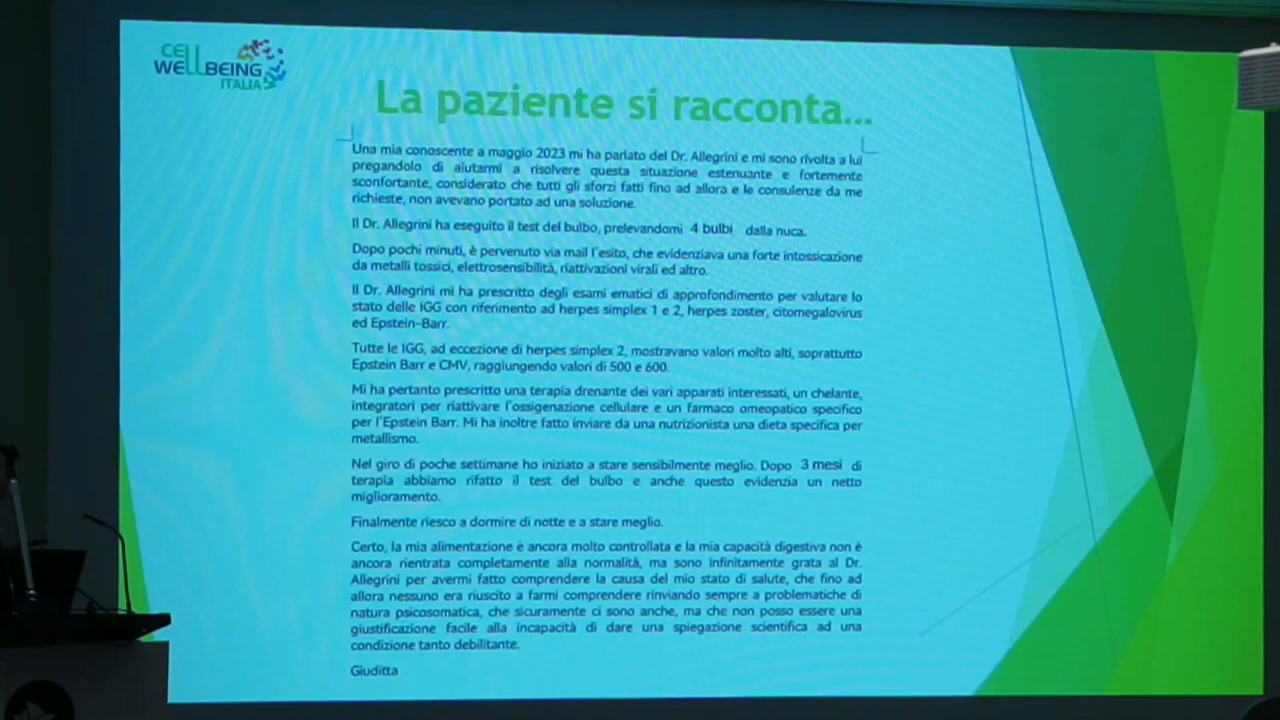 CELL
WELLBEING
ITALIA
La paziente si racconta...
Una mia conoscente a maggio 2023 mi ha parlato del Dr. Allegrini e mi sono rivolta a lui
pregandolo di aiutarmi a risolvere questa situazione estenuante e fortemente
sconfortante, considerato che tutti gli sforzi fatti fino ad allora e le consulenze da me
richieste, non avevano portato ad una soluzione.
Il Dr. Allegrini ha eseguito il test del bulbo, prelevandomi 4 bulbi dalla nuca.
Dopo pochi minuti, è pervenuto via mail l'esito, che evidenziava una forte intossicazione
da metalli tossici, elettrosensibilità, riattivazioni virali ed altro.
Il Dr. Allegrini mi ha prescritto degli esami ematici di approfondimento per valutare lo
stato delle IGG con riferimento ad herpes simplex 1 e 2, herpes zoster, citomegalovirus
ed Epstein-Barr.
Tutte le IGG, ad eccezione di herpes simplex 2, mostravano valori molto alti, soprattutto
Epstein Barr e CMV, raggiungendo valori di 500 e 600.
Mi ha pertanto prescritto una terapia drenante dei vari apparati interessati, un chelante,
integratori per riattivare l'ossigenazione cellulare e un farmaco omeopatico specifico
per l'Epstein Barr. Mi ha inoltre fatto inviare da una nutrizionista una dieta specifica per
metallismo.
Nel giro di poche settimane ho iniziato a stare sensibilmente meglio. Dopo 3 mesi di
terapia abbiamo rifatto il test del bulbo e anche questo evidenzia un netto
miglioramento.
Finalmente riesco a dormire di notte e a stare meglio.
Certo, la mia alimentazione è ancora molto controllata e la mia capacità digestiva non è
ancora rientrata completamente alla normalità, ma sono infinitamente grata al Dr.
Allegrini per avermi fatto comprendere la causa del mio stato di salute, che fino ad
allora nessuno era riuscito a farmi comprendere rinviando sempre a problematiche di
natura psicosomatica, che sicuramente ci sono anche, ma che non posso essere una
giustificazione facile alla incapacità di dare una spiegazione scientifica ad una
condizione tanto debilitante.
Giuditta